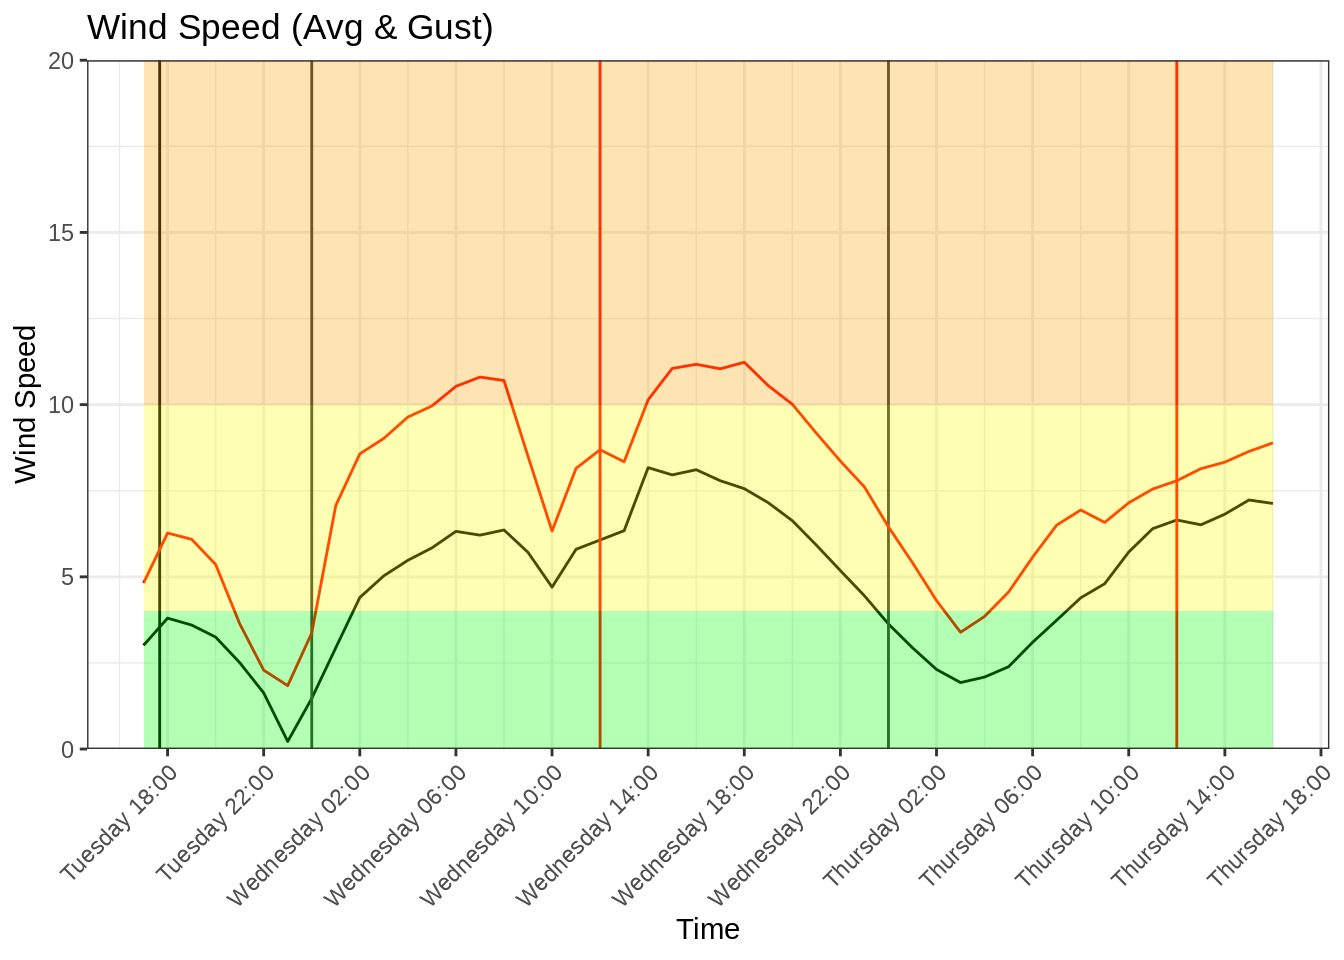 Wind Speed (Avg & Gust)
20
15
10
5
0
Wind Speed
Tuesday 18:00
Tuesday 22:00
Wednesday 02:00
Wednesday 06:00
Wednesday 10:00
Wednesday 14:00
Wednesday 18:00
Wednesday 22:00
Thursday 02:00
Thursday 06:00
Thursday 10:00
Thursday 14:00
Thursday 18:00
Time